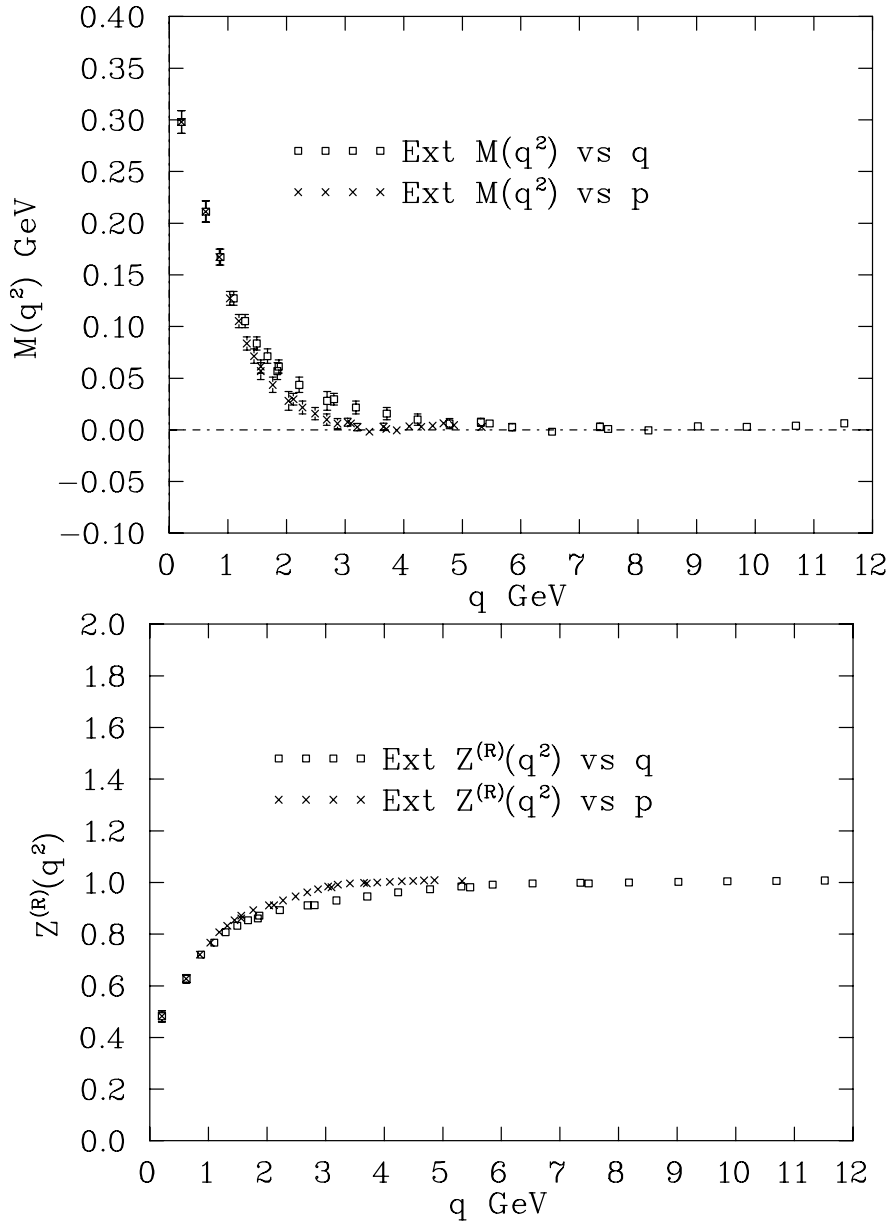 0.40
0.35
0.30
0.25
0.20
0.15
0.10
0.05
0.00
−0.05
−0.10
M(q²) GeV
Ext M(q²) vs q
Ext M(q²) vs p
0 1 2 3 4 5 6 7 8 9 10 11 12
q GeV
2.0
1.8
1.6
1.4
1.2
1.0
0.8
0.6
0.4
0.2
0.0
Z⁽ᴿ⁾(q²)
Ext Z⁽ᴿ⁾(q²) vs q
Ext Z⁽ᴿ⁾(q²) vs p
0 1 2 3 4 5 6 7 8 9 10 11 12
q GeV